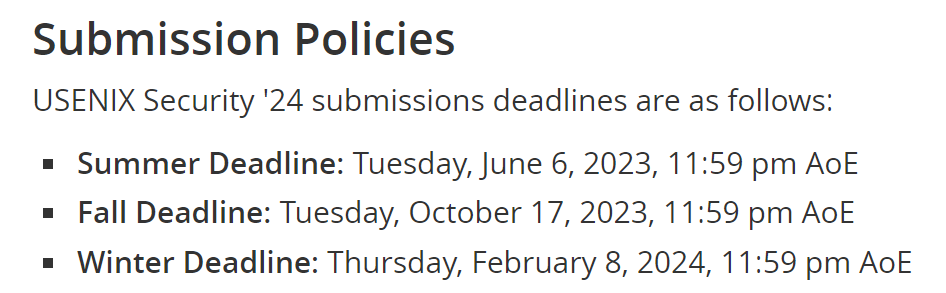 Submission Policies
USENIX Security '24 submissions deadlines are as follows:
▪ Summer Deadline: Tuesday, June 6, 2023, 11:59 pm AoE
▪ Fall Deadline: Tuesday, October 17, 2023, 11:59 pm AoE
▪ Winter Deadline: Thursday, February 8, 2024, 11:59 pm AoE